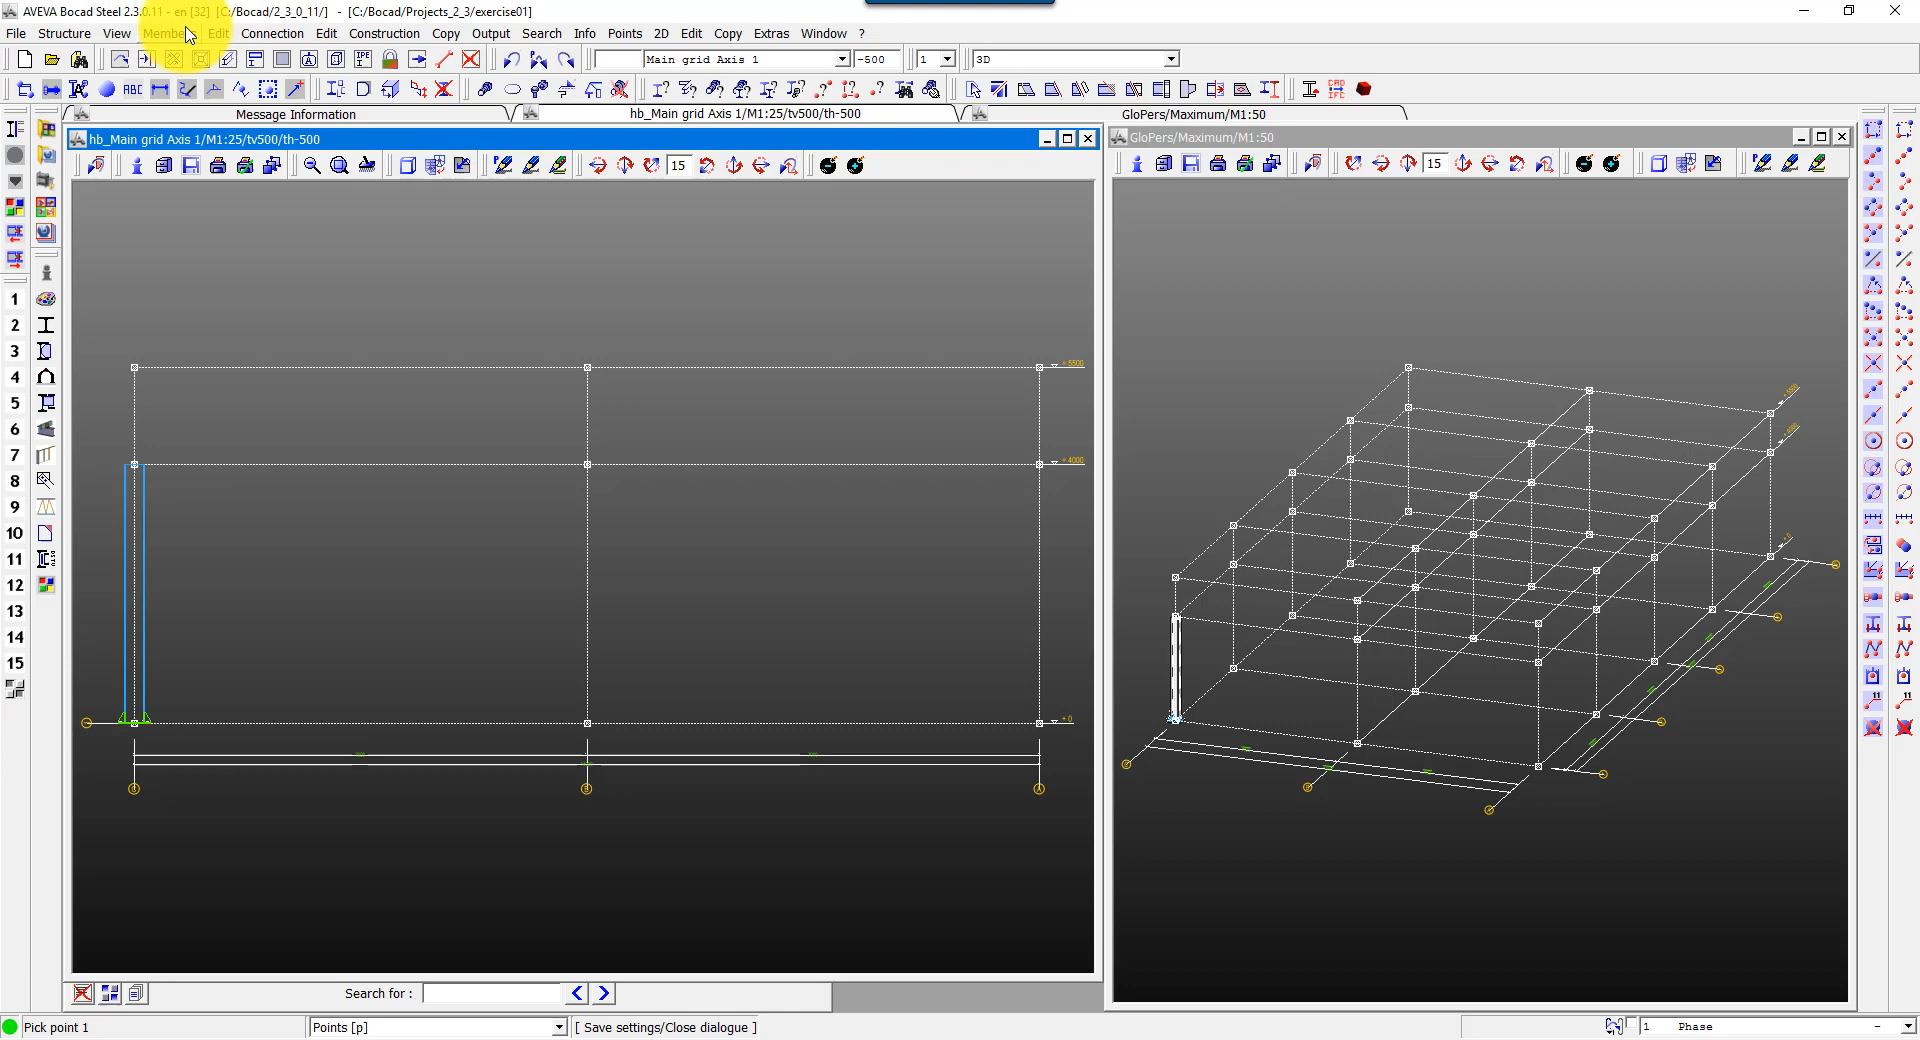 AVEVA Bocad Steel 2.3.0.11 - en [32] [C:/Bocad/2_3_0_11/] - [C:/Bocad/Projects_2_3/exercise01]
File Structure View Member Edit Connection Edit Construction Copy Output Search Info Points 2D Edit Copy Extras Window ?
Main grid Axis 1 -500 1 3D
ABC
Message Information
hb_Main grid Axis 1/M1:25/tv500/th-500
GloPers/Maximum/M1:50
hb_Main grid Axis 1/M1:25/tv500/th-500
GloPers/Maximum/M1:50
15
15
1
2
3
4
5
6
7
8
9
10
11
12
13
14
15
+ 5500
+ 4000
+ 0
11
11
Search for :
Pick point 1
Points [p]
[ Save settings/Close dialogue ]
1 Phase -